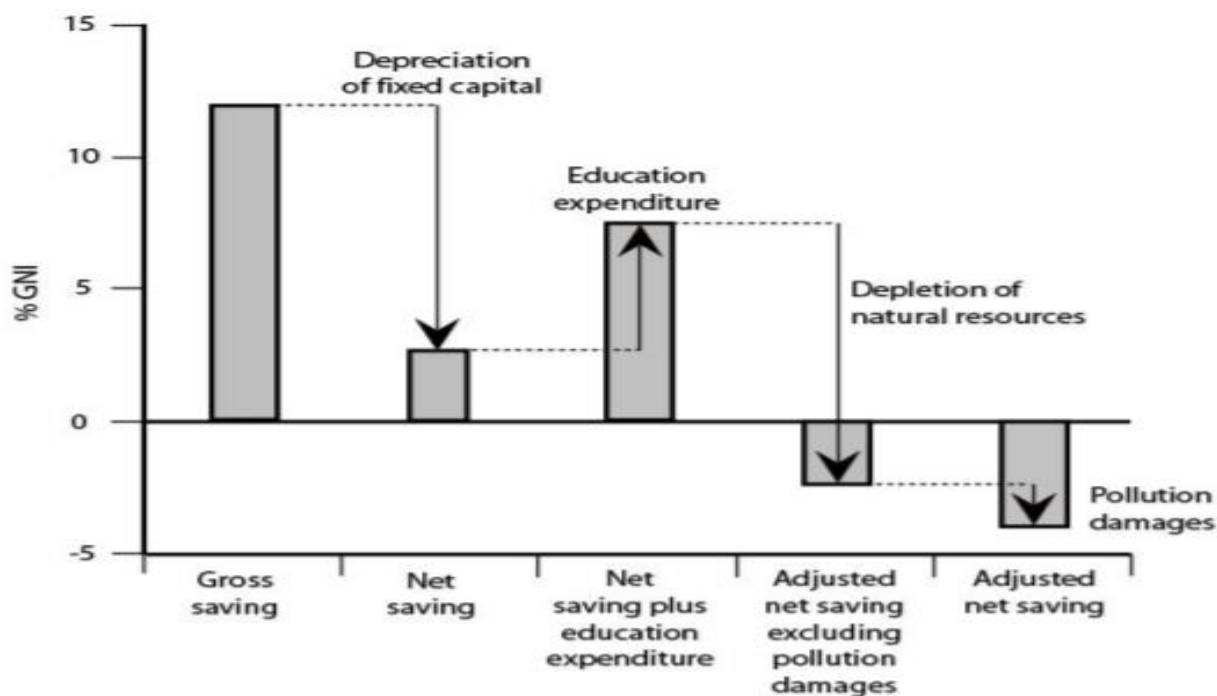 15
Depreciation
of fixed capital
10
Education
expenditure
%GNI
5
Depletion of
natural resources
0
Pollution
damages
-5
Gross
saving
Net
saving
Net
saving plus
education
expenditure
Adjusted
net saving
excluding
pollution
damages
Adjusted
net saving